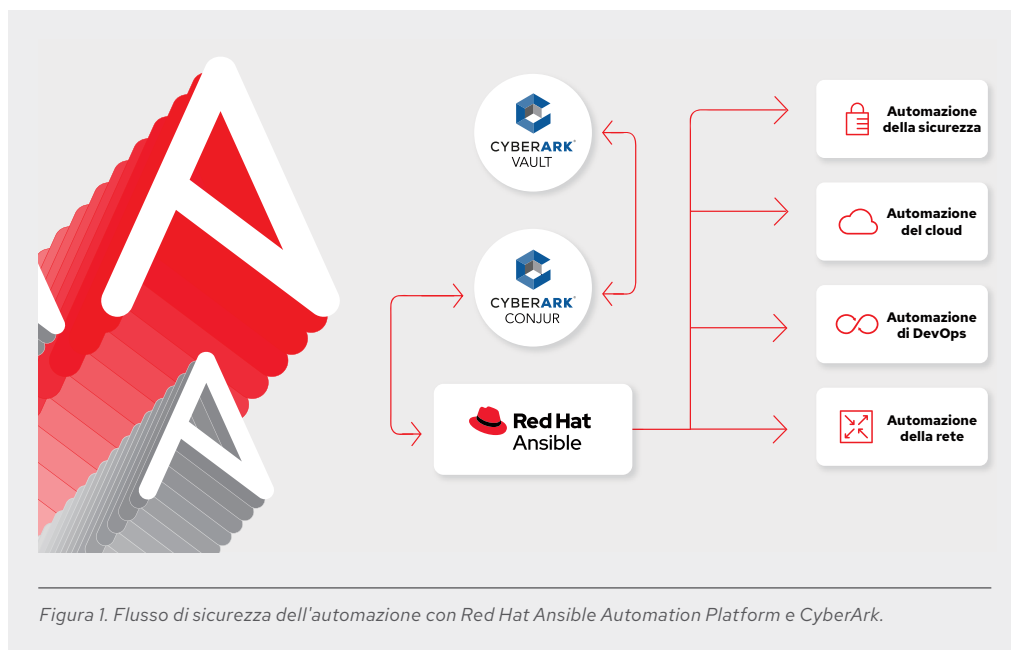 CYBERARK®
VAULT
CYBERARK®
CONJUR
Red Hat
Ansible
Automazione
della sicurezza
Automazione
del cloud
Automazione
di DevOps
Automazione
della rete
Figura 1. Flusso di sicurezza dell'automazione con Red Hat Ansible Automation Platform e CyberArk.